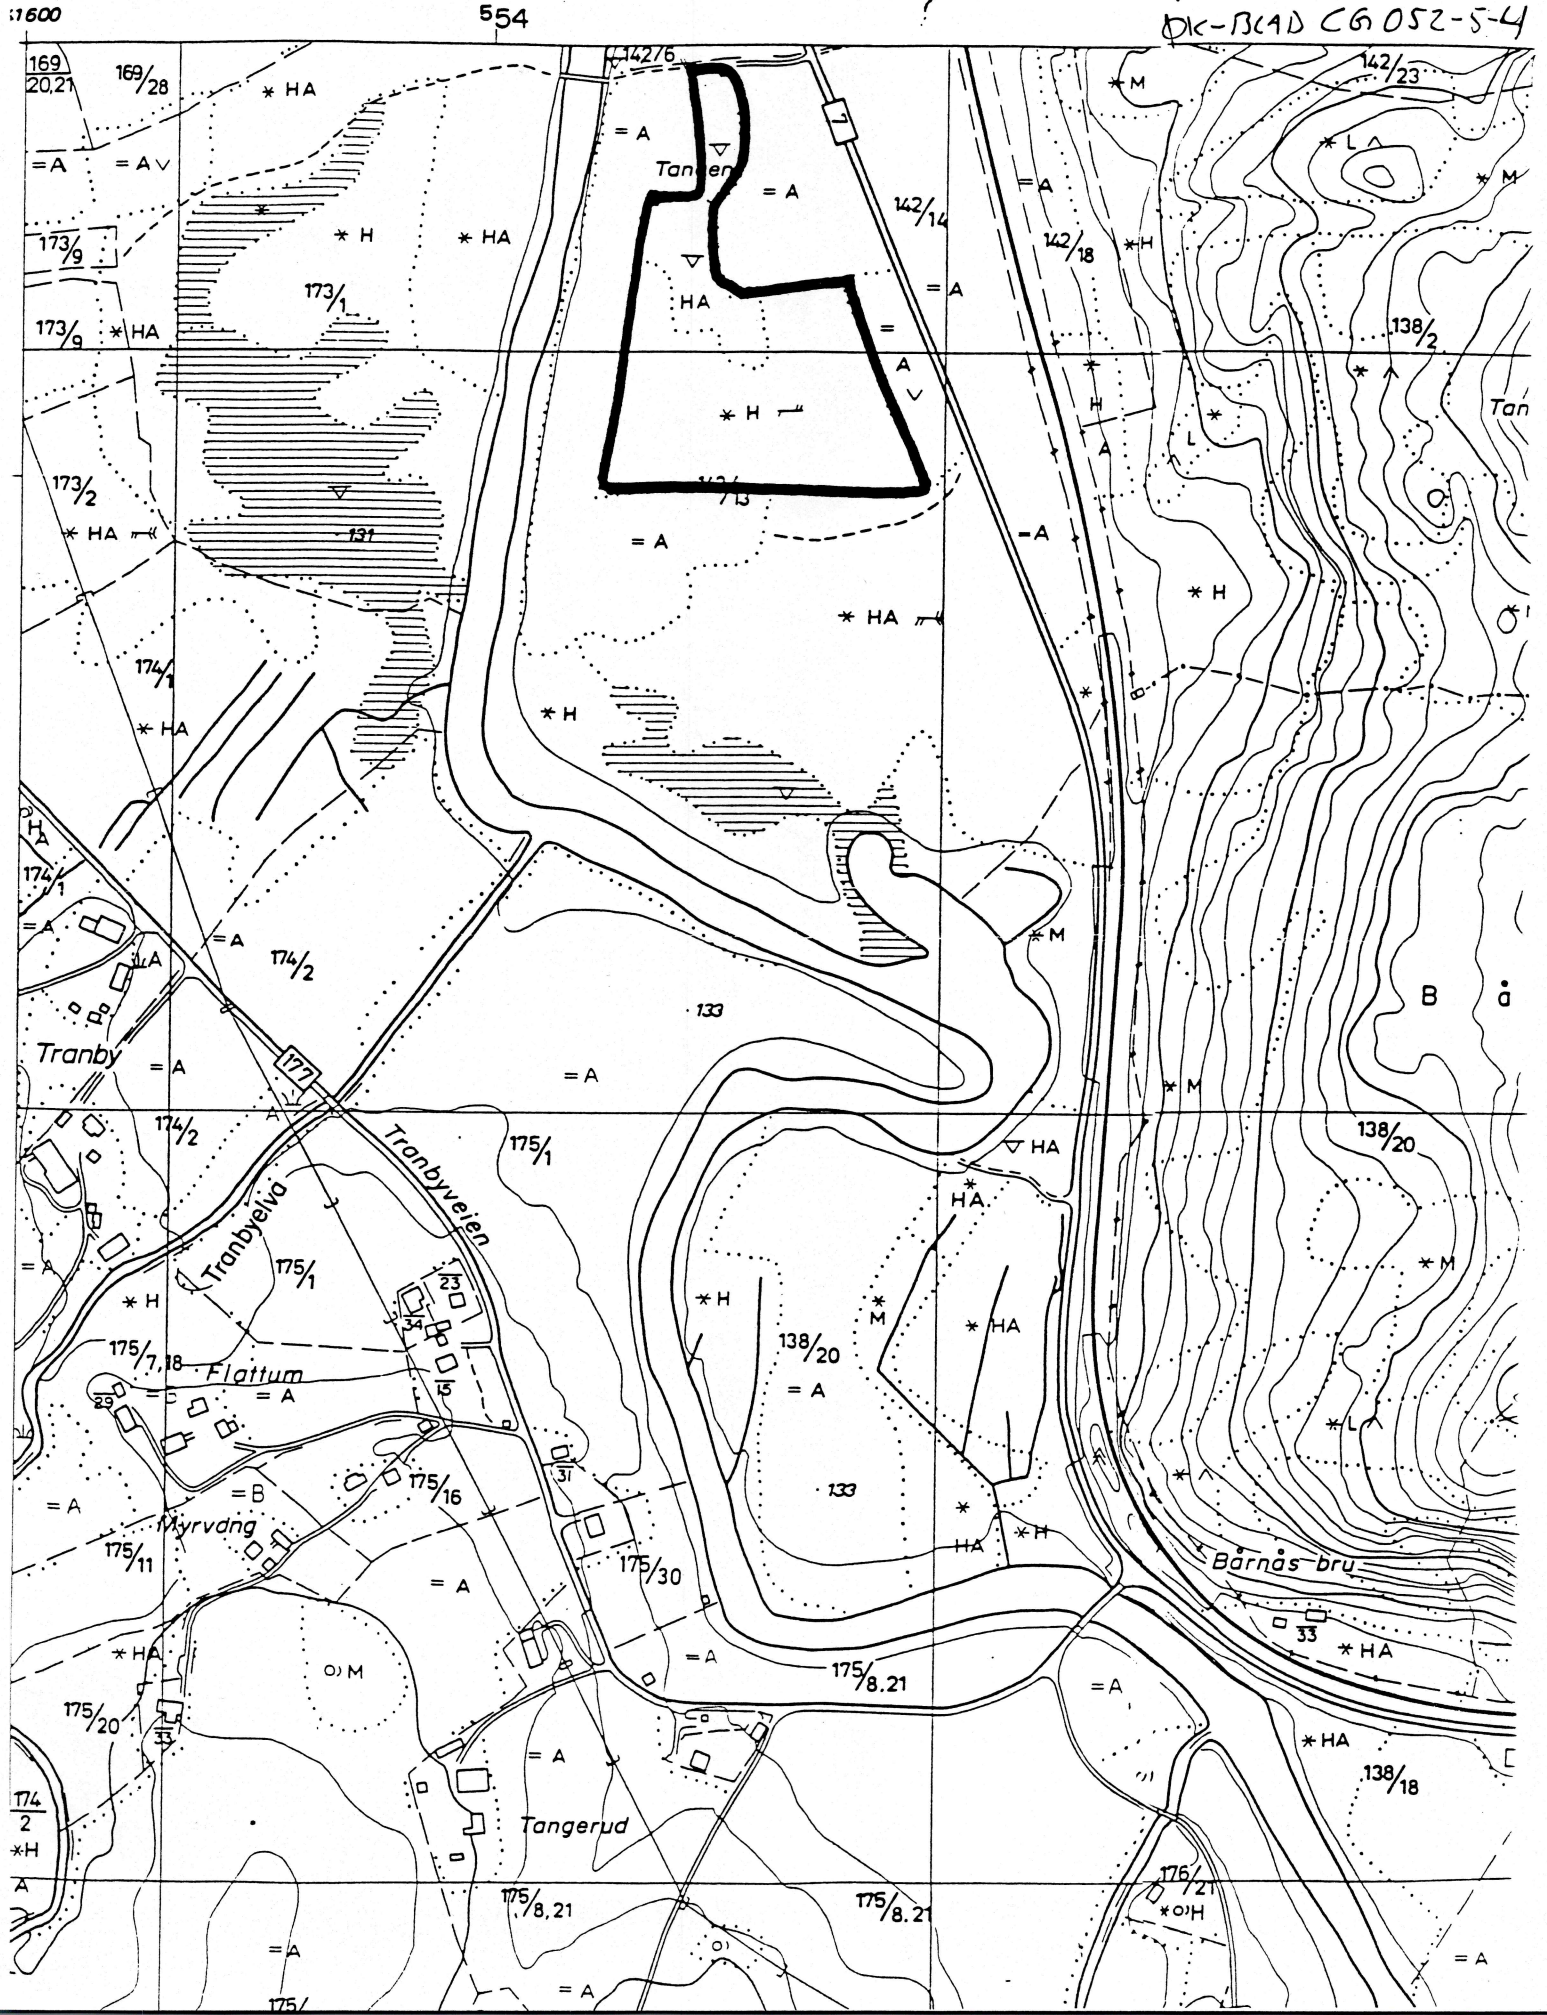 :1600
554
ØK-BLAD CG 052-5-4
169
20,21
169/28
* HA
142/6
142/23
* M
= A
= A
= A V
Tangen
= A
7
142/14
= A
142/18
* H
* L ^
* M
173/9
* H
* HA
173/1
HA
= A
173/9
* HA
=
A
V
138/2
* ^
H
* H
L
A
Tan
173/2
* HA
131
142/13
= A
= A
* H
* HA
174/1
* HA
* H
H
A
174/1
= A
A
= A
174/2
133
= A
* M
B å
Tranby
= A
177
A
174/2
Tranbyveien
175/1
HA
* M
138/20
Tranbyelva
HA
= A
175/1
23
34
* H
* H
* M
* HA
* M
138/20
= A
175/7,18
Flattum
29
= A
15
* L ^
31
175/16
= B
133
= A
Myrvang
175/11
* HA
* H
Bårnås bru
175/30
= A
33
* HA
* HA
M
= A
175/8.21
= A
175/20
33
= A
* HA
138/18
174
2
* H
A
Tangerud
175/8,21
175/8.21
176/21
* H
= A
= A
= A
175/